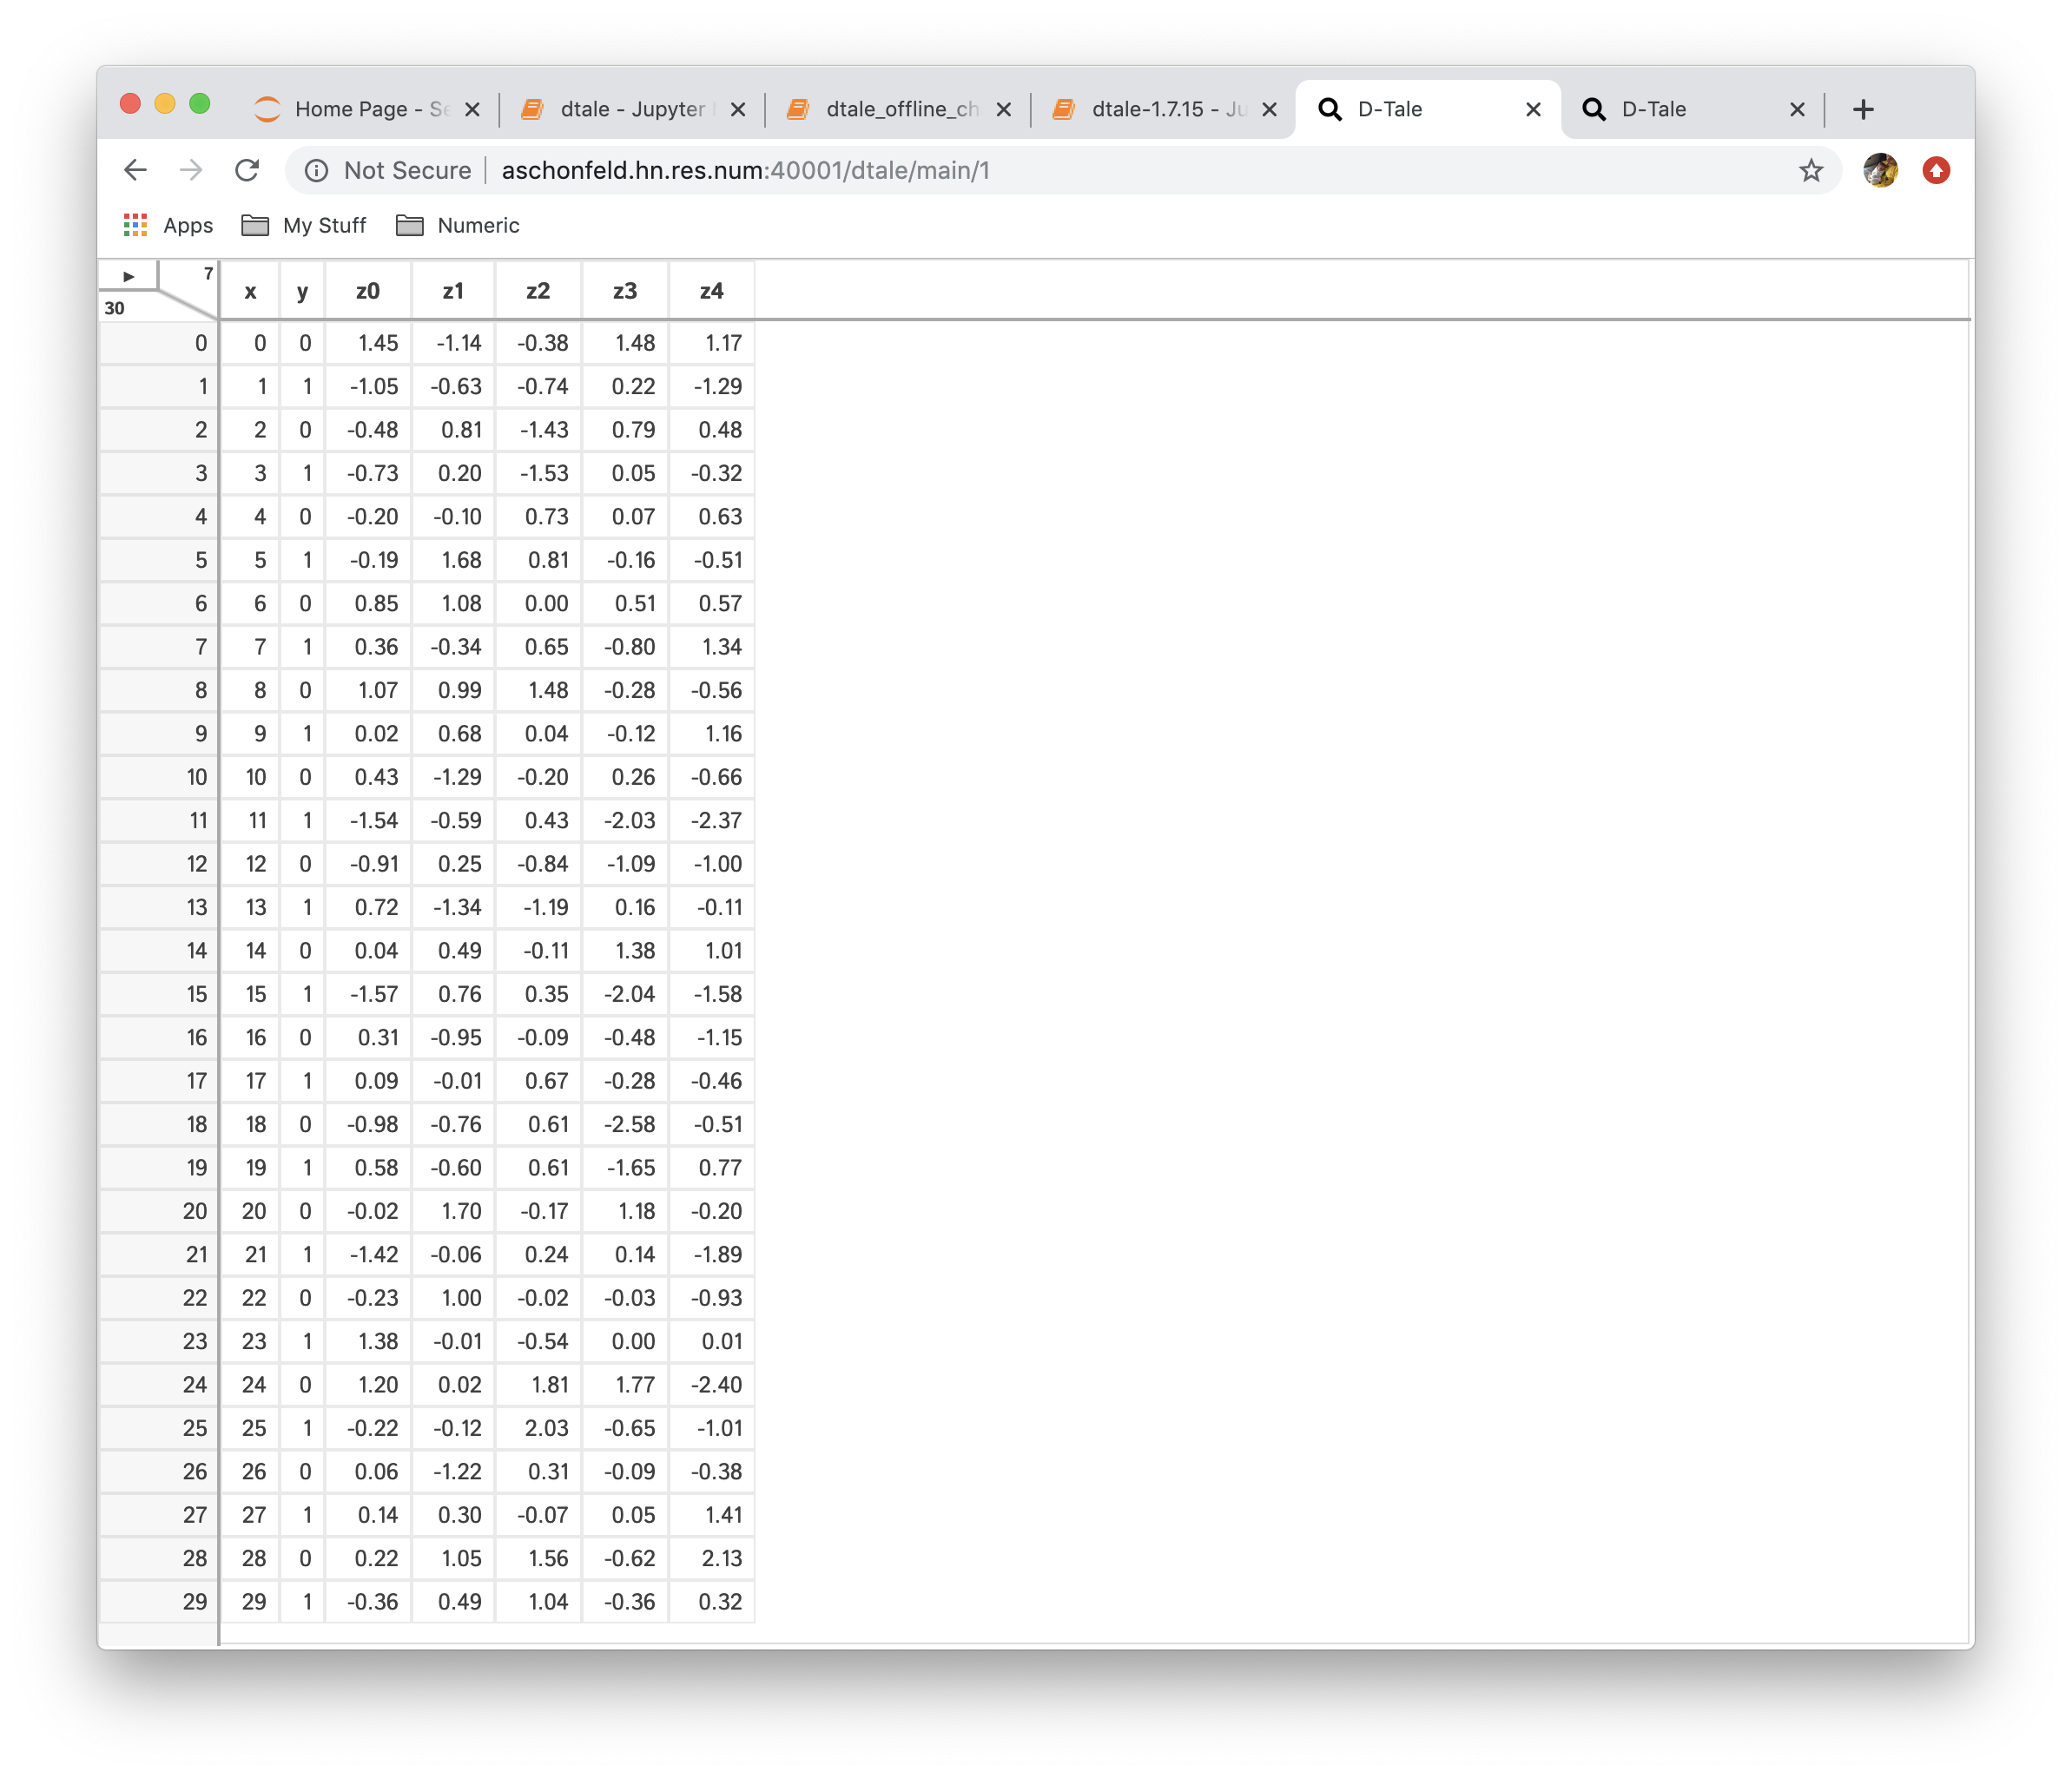 Home Page - Se dtale - Jupyter dtale_offline_ch dtale-1.7.15 - Ju D-Tale D-Tale
Not Secure aschonfeld.hn.res.num:40001/dtale/main/1
Apps My Stuff Numeric
7
30
x y z0 z1 z2 z3 z4
0 0 0 1.45 -1.14 -0.38 1.48 1.17
1 1 1 -1.05 -0.63 -0.74 0.22 -1.29
2 2 0 -0.48 0.81 -1.43 0.79 0.48
3 3 1 -0.73 0.20 -1.53 0.05 -0.32
4 4 0 -0.20 -0.10 0.73 0.07 0.63
5 5 1 -0.19 1.68 0.81 -0.16 -0.51
6 6 0 0.85 1.08 0.00 0.51 0.57
7 7 1 0.36 -0.34 0.65 -0.80 1.34
8 8 0 1.07 0.99 1.48 -0.28 -0.56
9 9 1 0.02 0.68 0.04 -0.12 1.16
10 10 0 0.43 -1.29 -0.20 0.26 -0.66
11 11 1 -1.54 -0.59 0.43 -2.03 -2.37
12 12 0 -0.91 0.25 -0.84 -1.09 -1.00
13 13 1 0.72 -1.34 -1.19 0.16 -0.11
14 14 0 0.04 0.49 -0.11 1.38 1.01
15 15 1 -1.57 0.76 0.35 -2.04 -1.58
16 16 0 0.31 -0.95 -0.09 -0.48 -1.15
17 17 1 0.09 -0.01 0.67 -0.28 -0.46
18 18 0 -0.98 -0.76 0.61 -2.58 -0.51
19 19 1 0.58 -0.60 0.61 -1.65 0.77
20 20 0 -0.02 1.70 -0.17 1.18 -0.20
21 21 1 -1.42 -0.06 0.24 0.14 -1.89
22 22 0 -0.23 1.00 -0.02 -0.03 -0.93
23 23 1 1.38 -0.01 -0.54 0.00 0.01
24 24 0 1.20 0.02 1.81 1.77 -2.40
25 25 1 -0.22 -0.12 2.03 -0.65 -1.01
26 26 0 0.06 -1.22 0.31 -0.09 -0.38
27 27 1 0.14 0.30 -0.07 0.05 1.41
28 28 0 0.22 1.05 1.56 -0.62 2.13
29 29 1 -0.36 0.49 1.04 -0.36 0.32